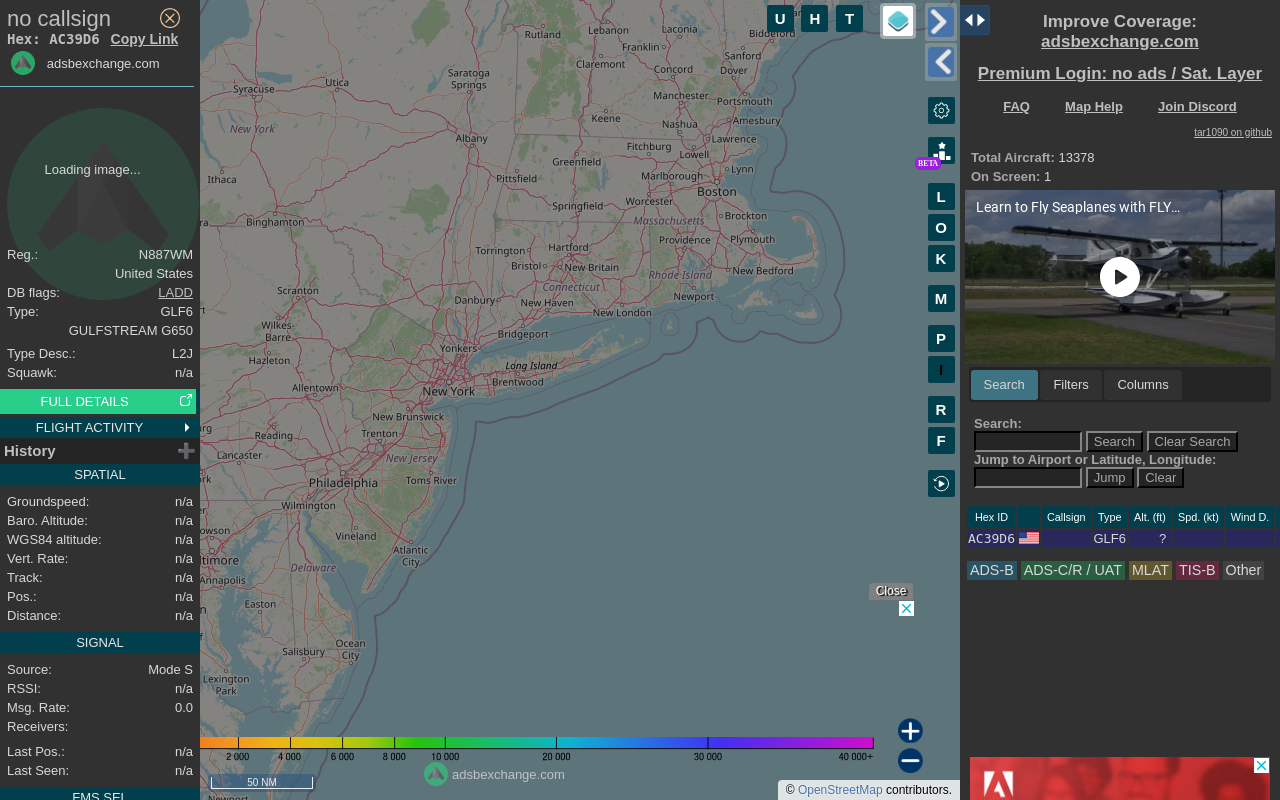 no callsign
Hex: AC39D6 Copy Link
adsbexchange.com
Loading image...
Reg.: N887WM
United States
DB flags: LADD
Type: GLF6
GULFSTREAM G650
Type Desc.: L2J
Squawk: n/a
FULL DETAILS
FLIGHT ACTIVITY
History
SPATIAL
Groundspeed: n/a
Baro. Altitude: n/a
WGS84 altitude: n/a
Vert. Rate: n/a
Track: n/a
Pos.: n/a
Distance: n/a
SIGNAL
Source: Mode S
RSSI: n/a
Msg. Rate: 0.0
Receivers:
Last Pos.: n/a
Last Seen: n/a
FMS SEL
U H T
L
O
K
M
P
I
R
F
BETA
Rutland
Lebanon
Laconia
Biddeford
Franklin
Sanford
Claremont
Concord
Dover
Saratoga
Springs
Utica
Syracuse
Manchester
Portsmouth
Keene
Nashua
Amesbury
New York
Albany
Fitchburg
Lawrence
Greenfield
Lowell
Lynn
Ithaca
Pittsfield
Marlborough
Boston
Worcester
Springfield
Massachusetts
Brockton
Binghamton
Torrington
Hartford
Providence
Plymouth
Bristol
New Britain
Rhode Island
New Bedford
Connecticut
Scranton
Danbury
New Haven
Newport
New London
Wilkes-
Barre
Bridgeport
Yonkers
Hazleton
Long Island
Brentwood
Allentown
New York
New Brunswick
Reading
Trenton
Lancaster
New Jersey
Toms River
Philadelphia
Wilmington
Vineland
Atlantic
City
Delaware
Annapolis
Easton
Ocean
City
Salisbury
Lexington
Park
Close
2 000 4 000 6 000 8 000 10 000 20 000 30 000 40 000+
50 NM
adsbexchange.com
© OpenStreetMap contributors.
Improve Coverage:
adsbexchange.com
Premium Login: no ads / Sat. Layer
FAQ Map Help Join Discord
tar1090 on github
Total Aircraft: 13378
On Screen: 1
Learn to Fly Seaplanes with FLY...
Search Filters Columns
Search:
Search Clear Search
Jump to Airport or Latitude, Longitude:
Jump Clear
Hex ID Callsign Type Alt. (ft) Spd. (kt) Wind D.
AC39D6 GLF6 ?
ADS-B ADS-C/R / UAT MLAT TIS-B Other